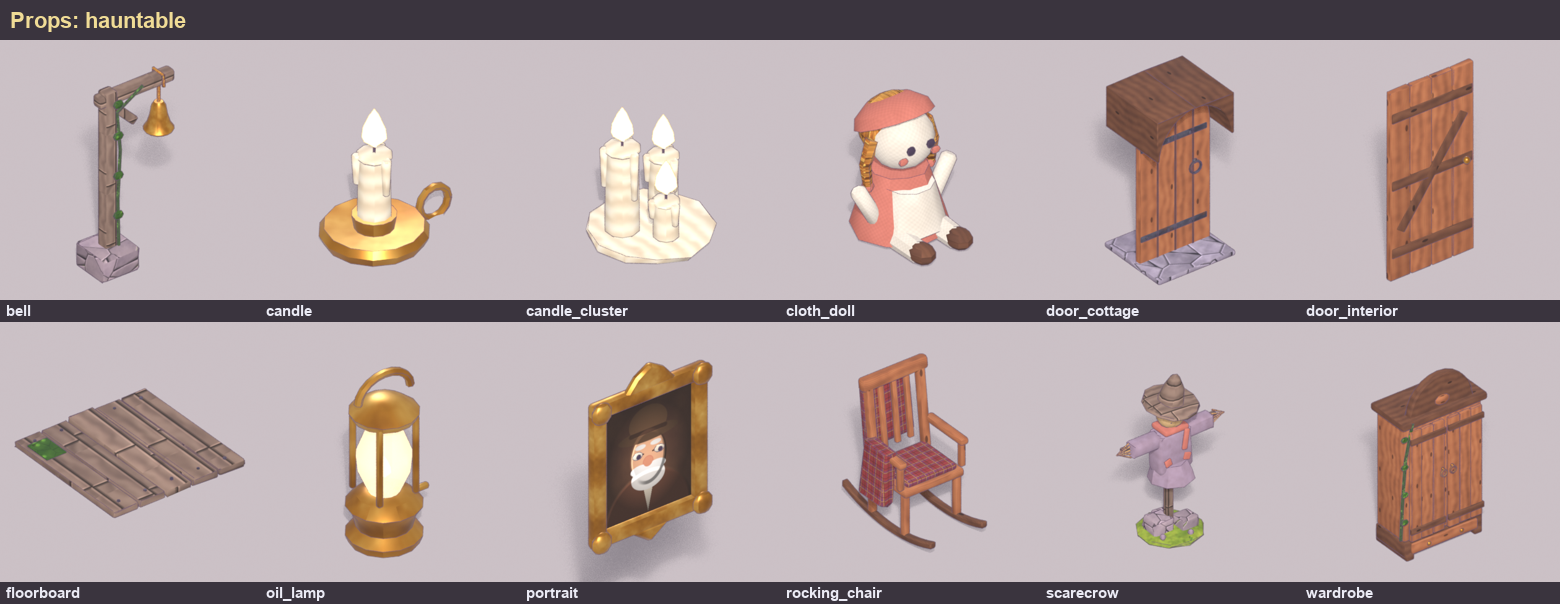 Props: hauntable
bell
candle
candle_cluster
cloth_doll
door_cottage
door_interior
floorboard
oil_lamp
portrait
rocking_chair
scarecrow
wardrobe